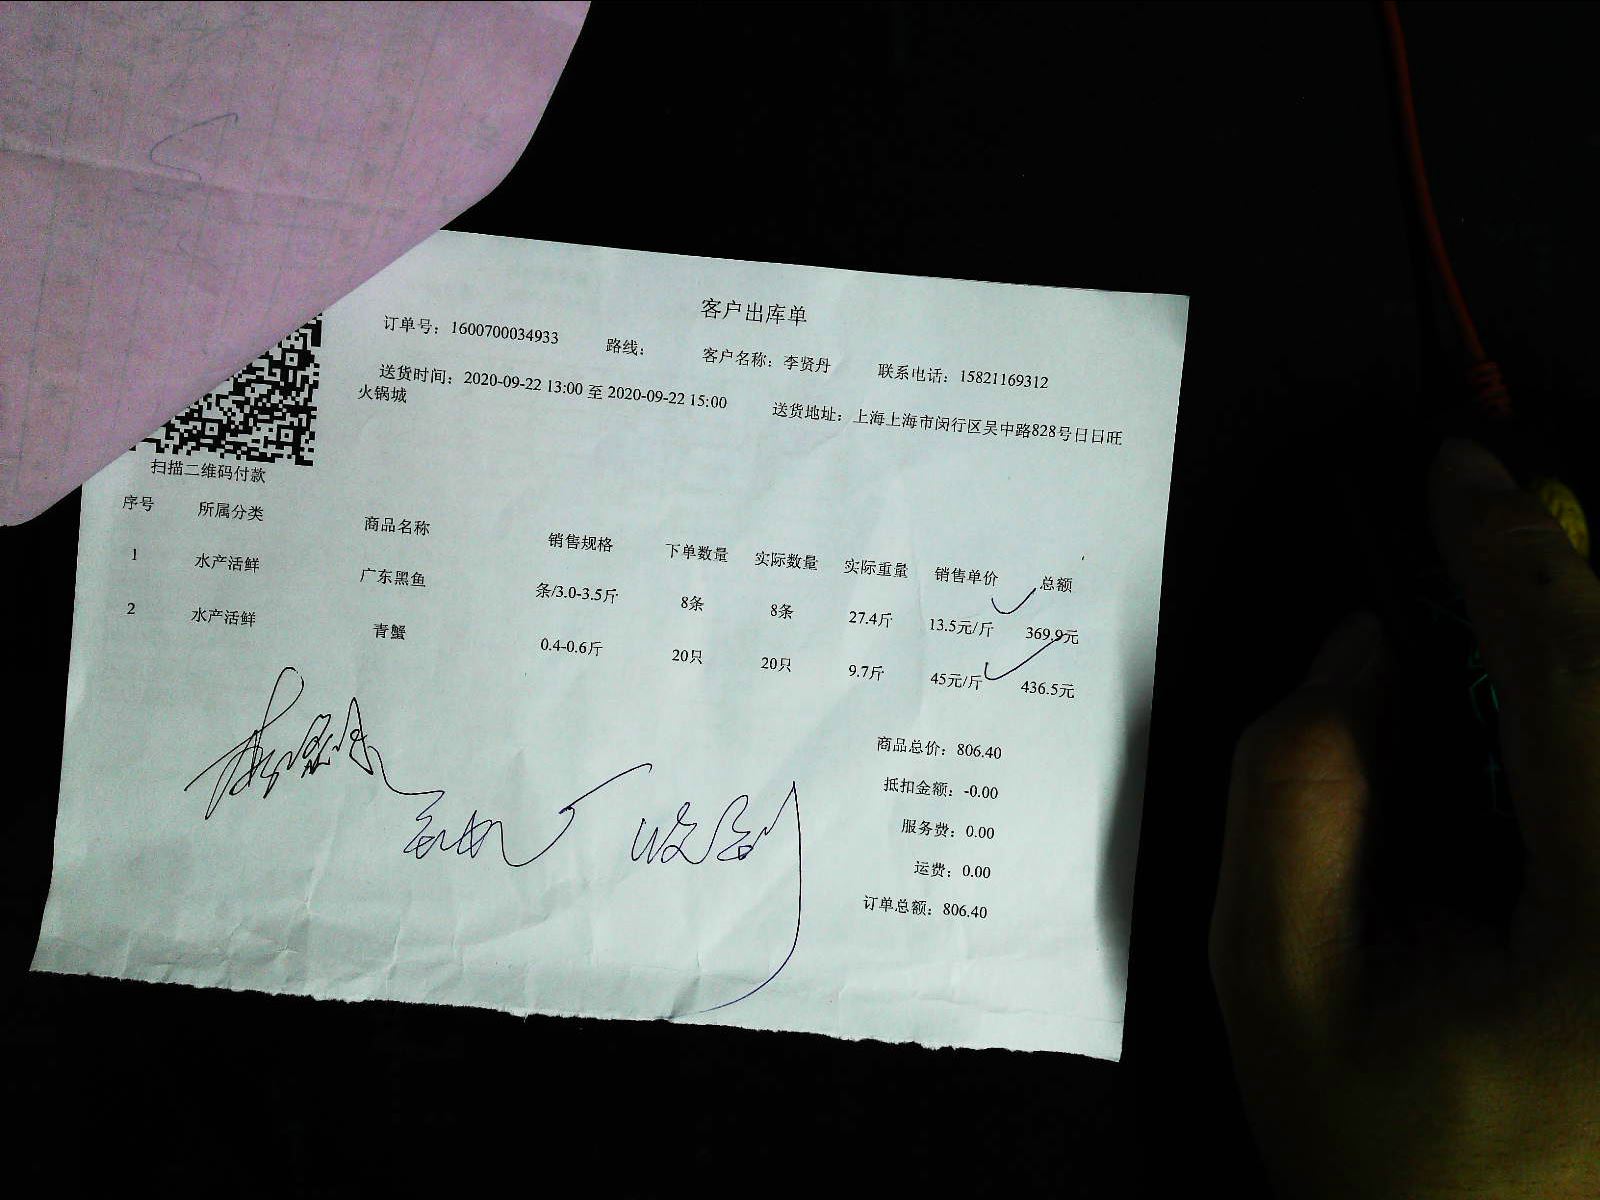 客户出库单
订单号：1600700034933 路线： 客户名称：李贤丹 联系电话：15821169312
送货时间：2020-09-22 13:00 至 2020-09-22 15:00 送货地址：上海上海市闵行区吴中路828号日日旺
火锅城
扫描二维码付款
序号 所属分类 商品名称 销售规格 下单数量 实际数量 实际重量 销售单价 总额
1 水产活鲜 广东黑鱼 条/3.0-3.5斤 8条 8条 27.4斤 13.5元/斤 369.9元
2 水产活鲜 青蟹 0.4-0.6斤 20只 20只 9.7斤 45元/斤 436.5元
商品总价：806.40
抵扣金额：-0.00
服务费：0.00
运费：0.00
订单总额：806.40